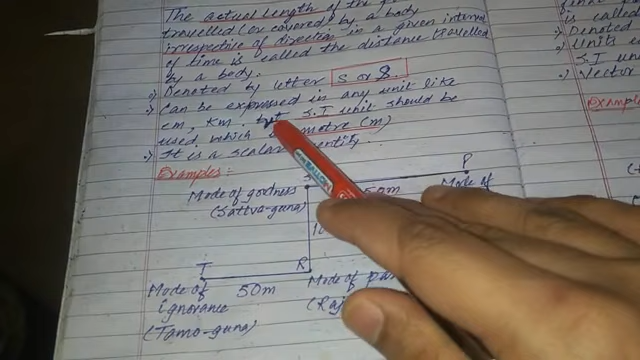 The actual length of the
travelled (or covered) by a body
irrespective of direction in a given interval
of time is called the distance travelled
by a body.
Denoted by letter S or S.
Can be expressed in any unit like
cm, Km. but S.I unit should be
used which metre (m)
It is a scalar
Examples:
P
Mode of goodness
(Sattva-guna)
50m
Mode of
10
T
R
50m
Mode of
ignorance
(Tamo-guna)
Mode of
(Raj
is called
Denoted
Units
S.I un
Vector
Examples